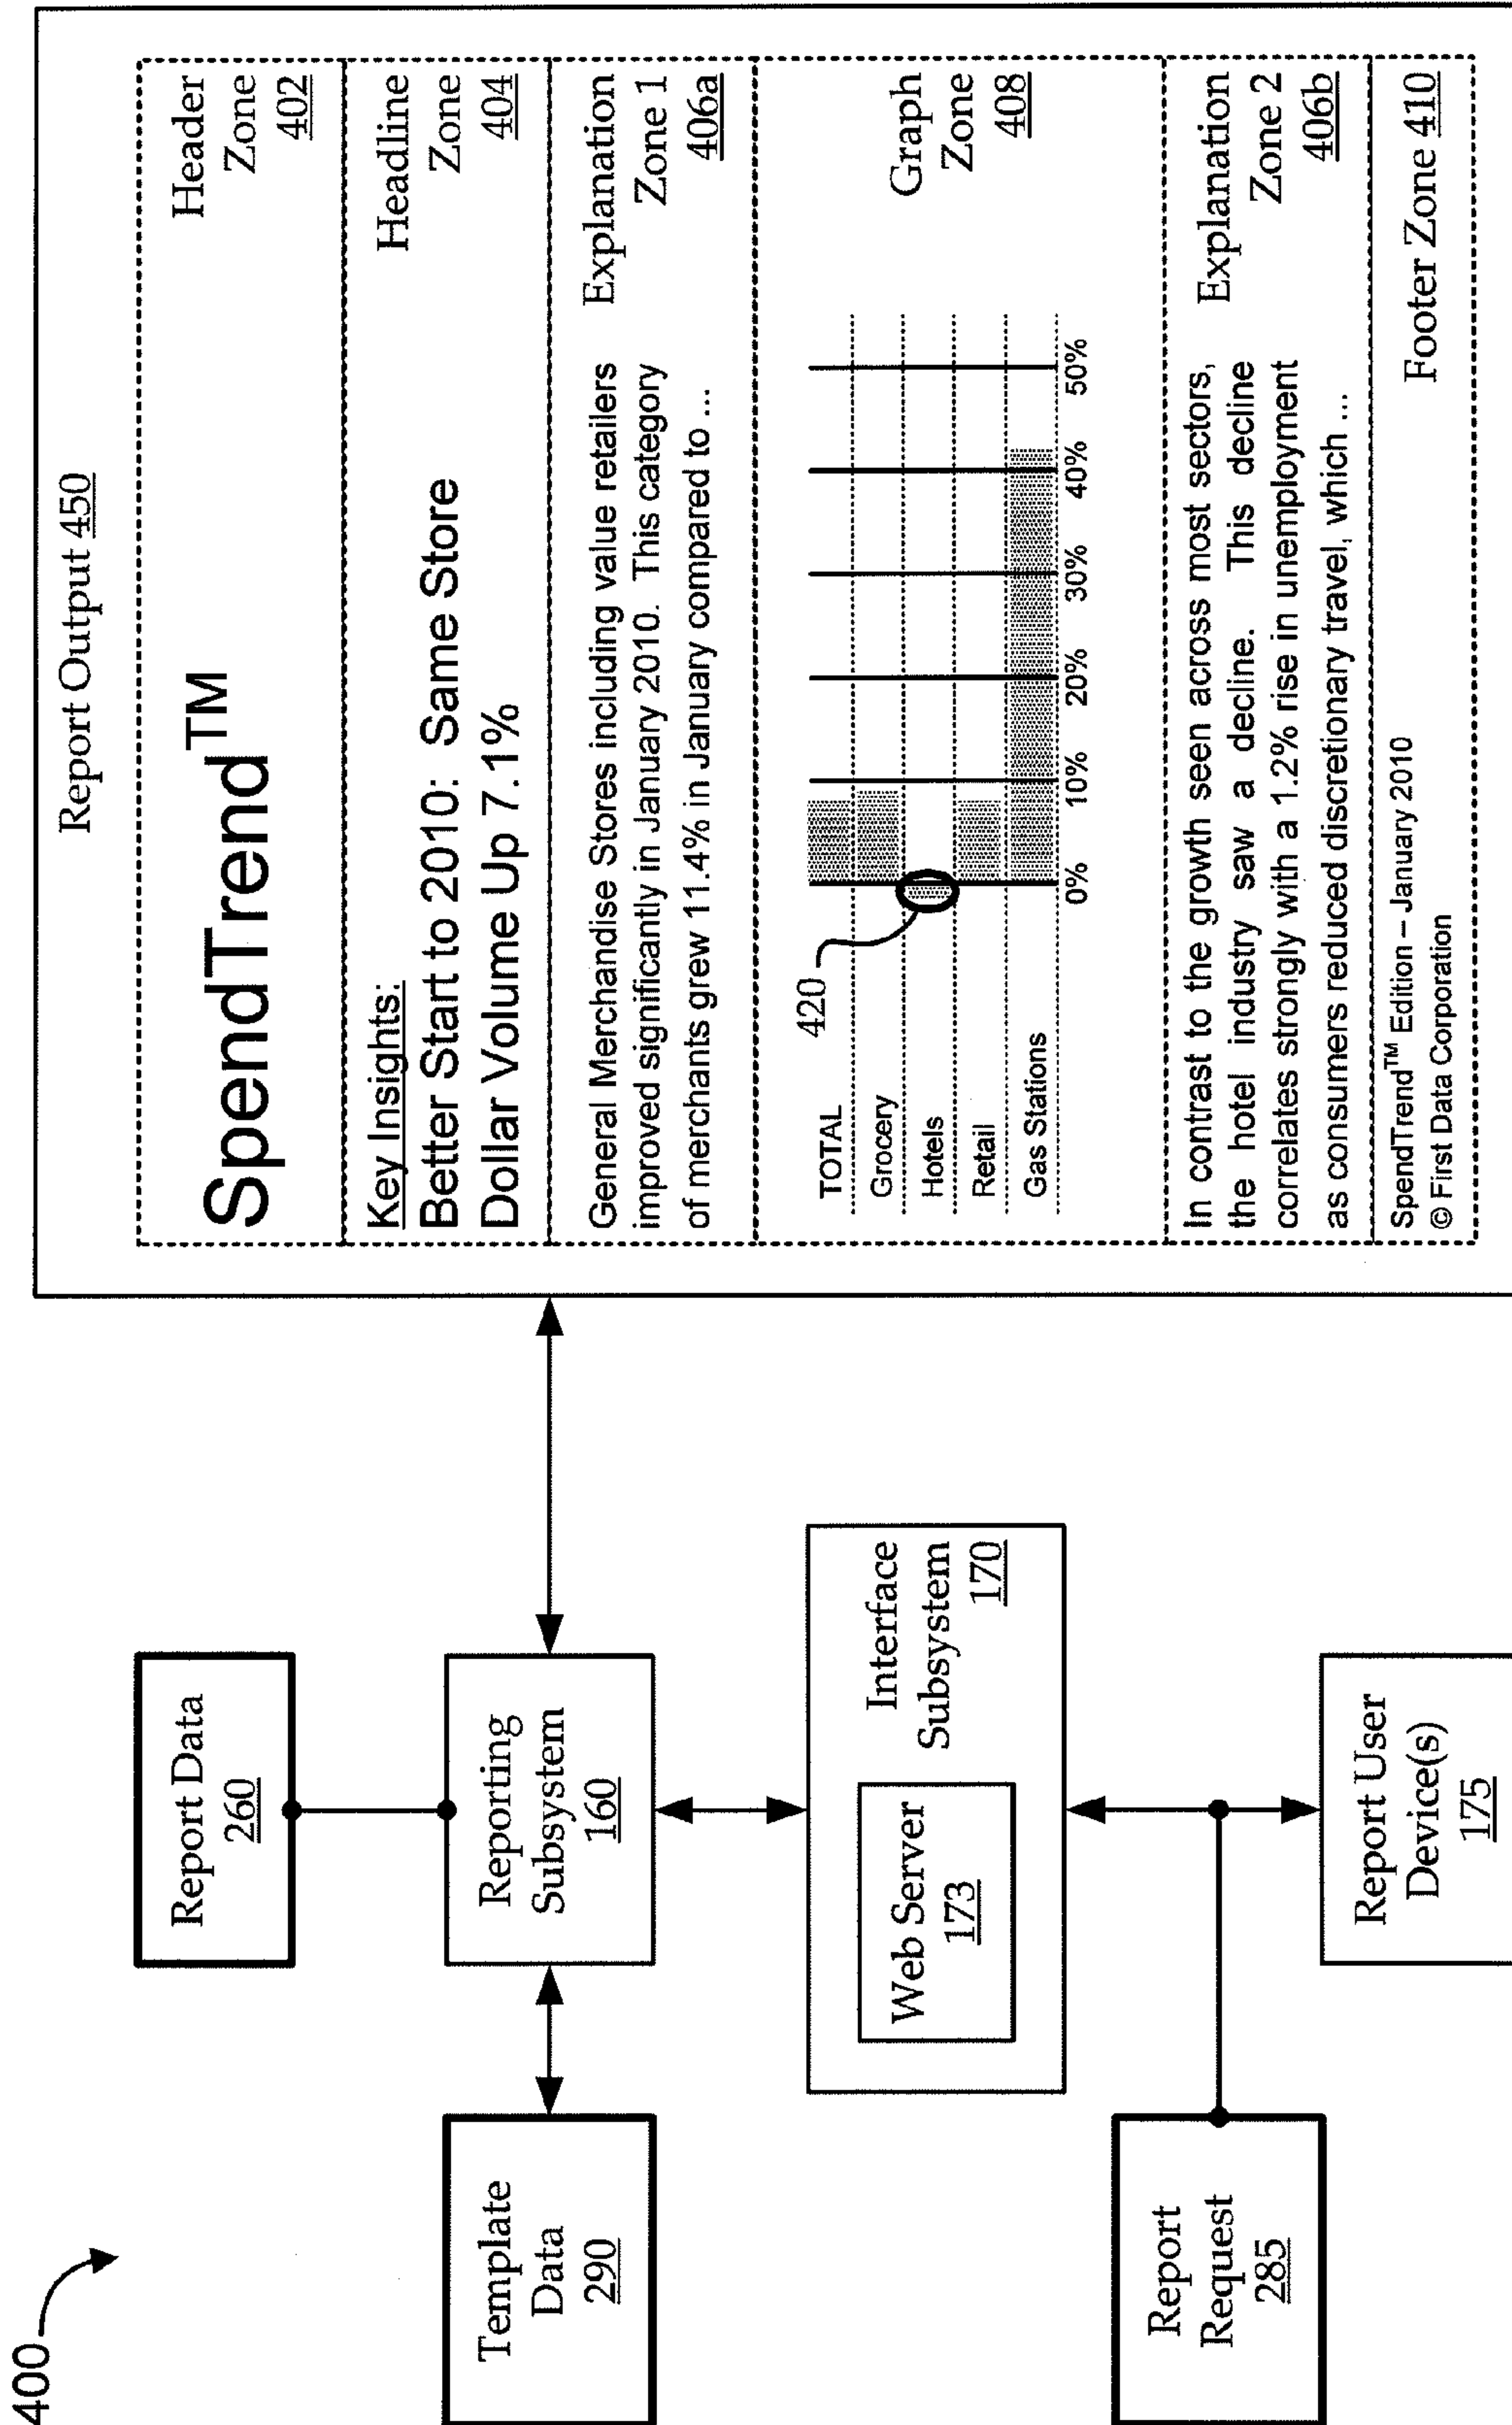 400
Template
Data
290
Report Data
260
Reporting
Subsystem
160
Interface
Subsystem
170
Web Server
173
Report
Request
285
Report User
Device(s)
175
Report Output 450
SpendTrend™
Header
Zone
402
Key Insights:
Better Start to 2010: Same Store
Dollar Volume Up 7.1%
Headline
Zone
404
General Merchandise Stores including value retailers
improved significantly in January 2010. This category
of merchants grew 11.4% in January compared to ...
Explanation
Zone 1
406a
420
TOTAL
Grocery
Hotels
Retail
Gas Stations
0% 10% 20% 30% 40% 50%
Graph
Zone
408
In contrast to the growth seen across most sectors,
the hotel industry saw a decline. This decline
correlates strongly with a 1.2% rise in unemployment
as consumers reduced discretionary travel, which ...
Explanation
Zone 2
406b
SpendTrend™ Edition – January 2010
© First Data Corporation
Footer Zone 410